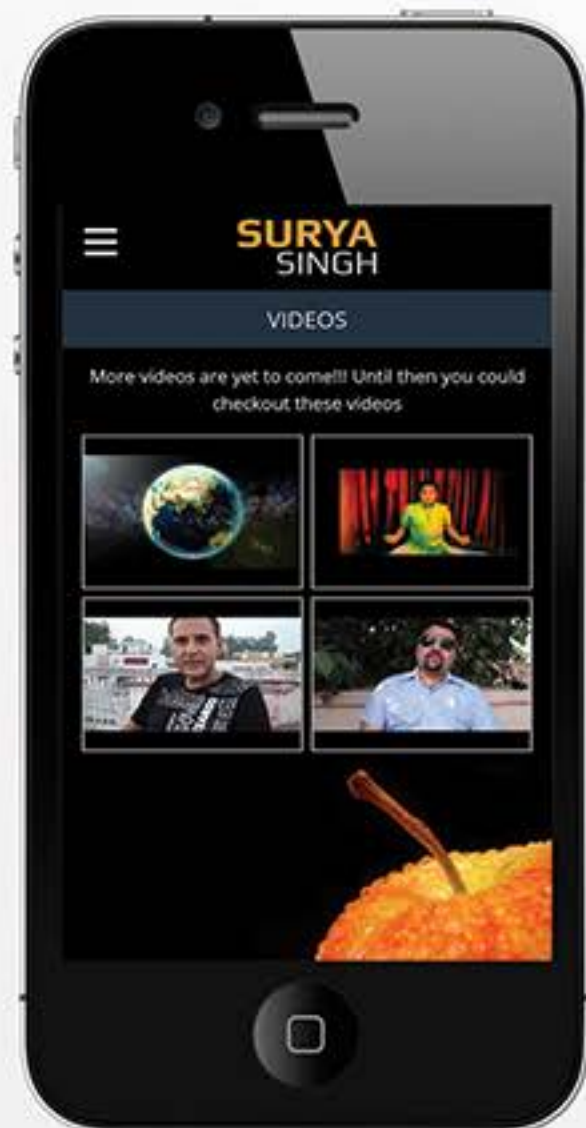 SURYA
SINGH
VIDEOS
More videos are yet to come!!! Until then you could
checkout these videos